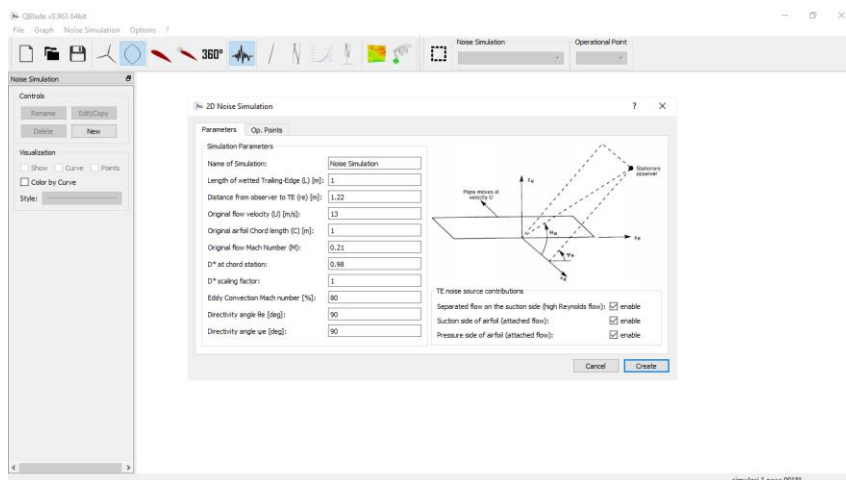 QBlade v0.963 64bit
File Graph Noise Simulation Options ?
360°
Noise Simulation
Operational Point
Noise Simulation
Controls
Rename Edit/Copy
Delete New
Visualization
Show Curve Points
Color by Curve
Style:
2D Noise Simulation
? X
Parameters Op. Points
Simulation Parameters
Name of Simulation: Noise Simulation
Length of wetted Trailing-Edge (L) [m]: 1
Distance from observer to TE (re) [m]: 1.22
Original flow velocity (U) [m/s]: 13
Original airfoil Chord length (C) [m]: 1
Original flow Mach Number (M): 0.21
D* at chord station: 0.98
D* scaling factor: 1
Eddy Convection Mach number [%]: 80
Directivity angle θe [deg]: 90
Directivity angle ψe [deg]: 90
Stationary
observer
Plane moves at
velocity U
TE noise source contributions
Separated flow on the suction side (high Reynolds flow): enable
Suction side of airfoil (attached flow): enable
Pressure side of airfoil (attached flow): enable
Cancel Create